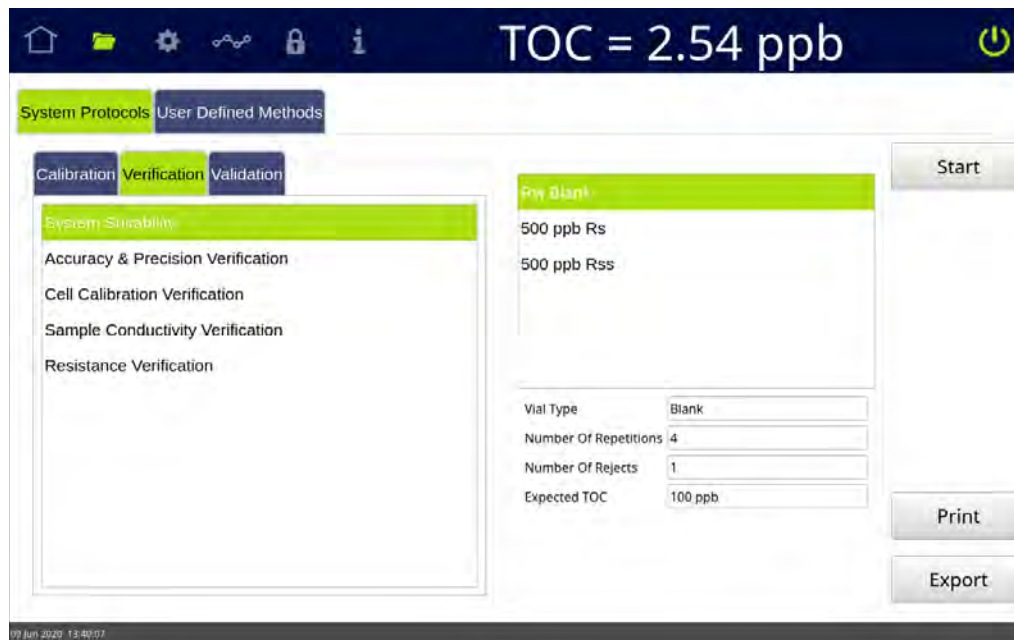 TOC = 2.54 ppb
System Protocols User Defined Methods
Calibration Verification Validation
System Suitability
Accuracy & Precision Verification
Cell Calibration Verification
Sample Conductivity Verification
Resistance Verification
Rw Blank
500 ppb Rs
500 ppb Rss
Vial Type Blank
Number Of Repetitions 4
Number Of Rejects 1
Expected TOC 100 ppb
Start
Print
Export
09 Jun 2020 13:40:07